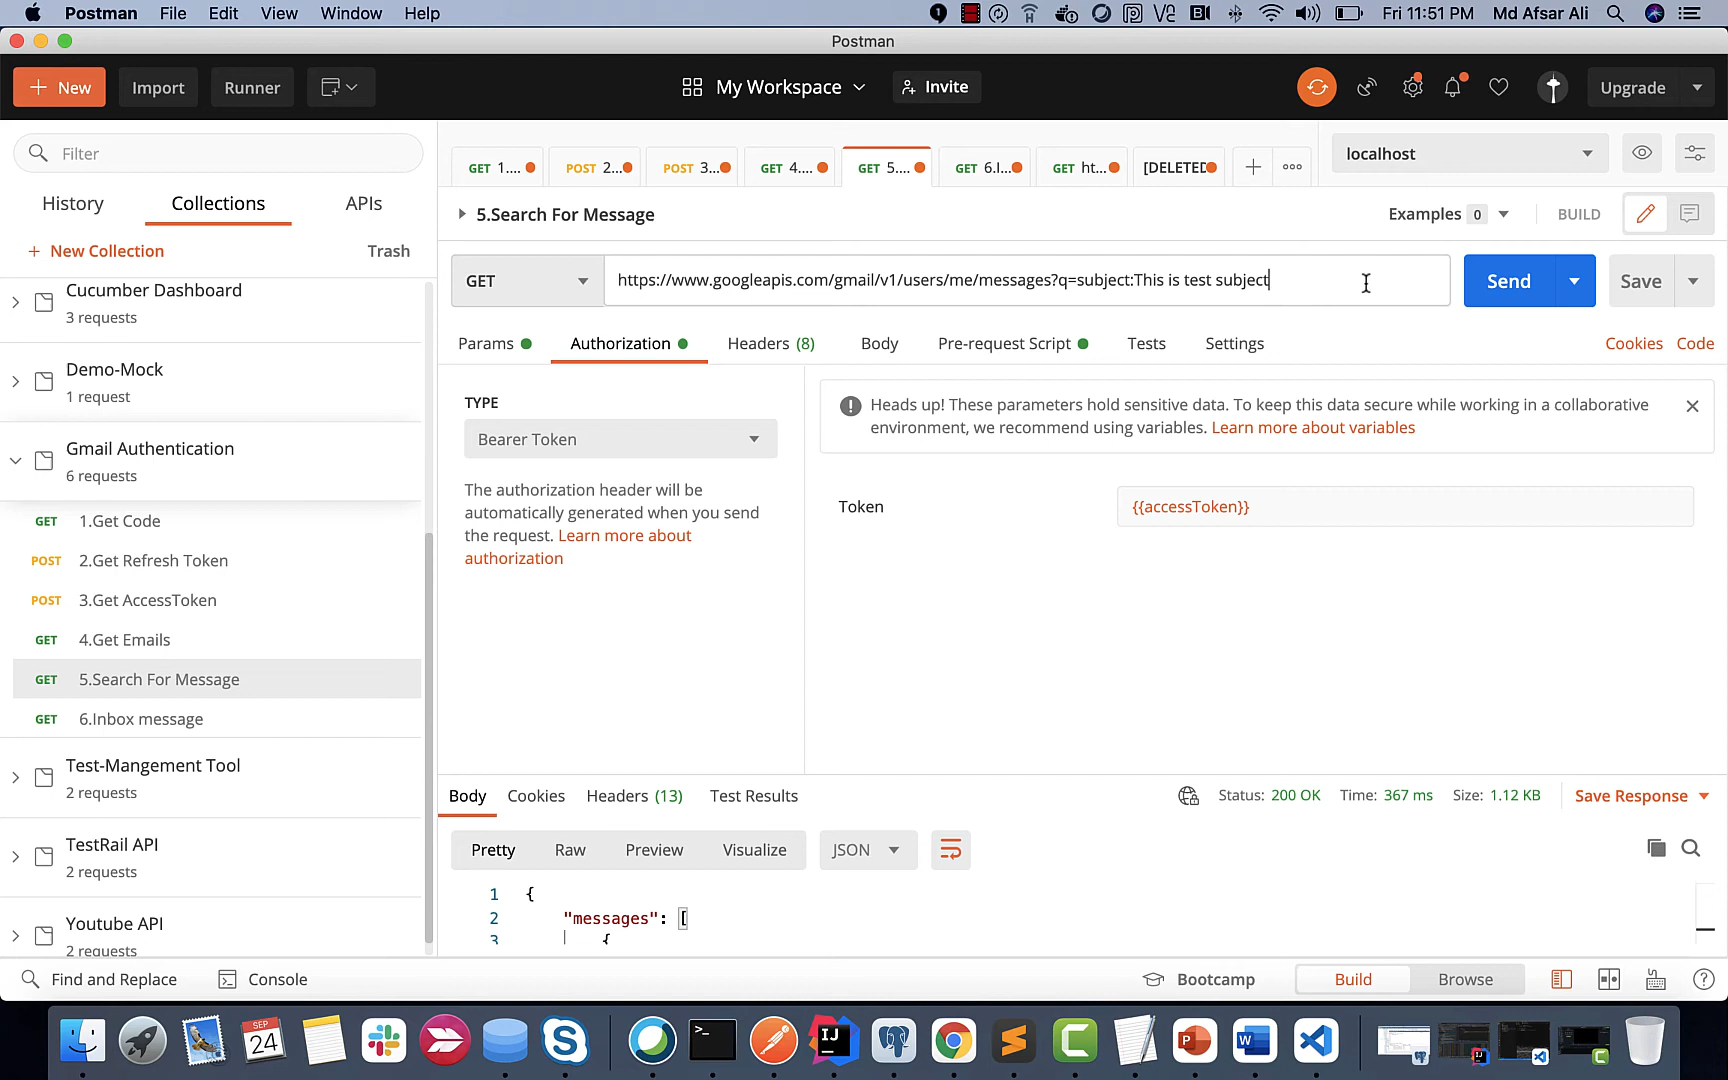 Postman File Edit View Window Help
Fri 11:51 PM Md Afsar Ali
Postman
New Import Runner
My Workspace Invite
Upgrade
Filter
History Collections APIs
New Collection Trash
Cucumber Dashboard
3 requests
Demo-Mock
1 request
Gmail Authentication
6 requests
GET 1.Get Code
POST 2.Get Refresh Token
POST 3.Get AccessToken
GET 4.Get Emails
GET 5.Search For Message
GET 6.Inbox message
Test-Mangement Tool
2 requests
TestRail API
2 requests
Youtube API
2 requests
GET 1.... POST 2... POST 3... GET 4.... GET 5.... GET 6.I... GET ht... [DELETED
localhost
5.Search For Message
Examples 0 BUILD
GET https://www.googleapis.com/gmail/v1/users/me/messages?q=subject:This is test subject Send Save
Params Authorization Headers (8) Body Pre-request Script Tests Settings Cookies Code
TYPE
Bearer Token
The authorization header will be
automatically generated when you send
the request. Learn more about
authorization
Heads up! These parameters hold sensitive data. To keep this data secure while working in a collaborative
environment, we recommend using variables. Learn more about variables
Token {{accessToken}}
Body Cookies Headers (13) Test Results
Status: 200 OK Time: 367 ms Size: 1.12 KB Save Response
Pretty Raw Preview Visualize JSON
1 {
2 "messages": [
3 {
Find and Replace Console
Bootcamp Build Browse
SEP
24